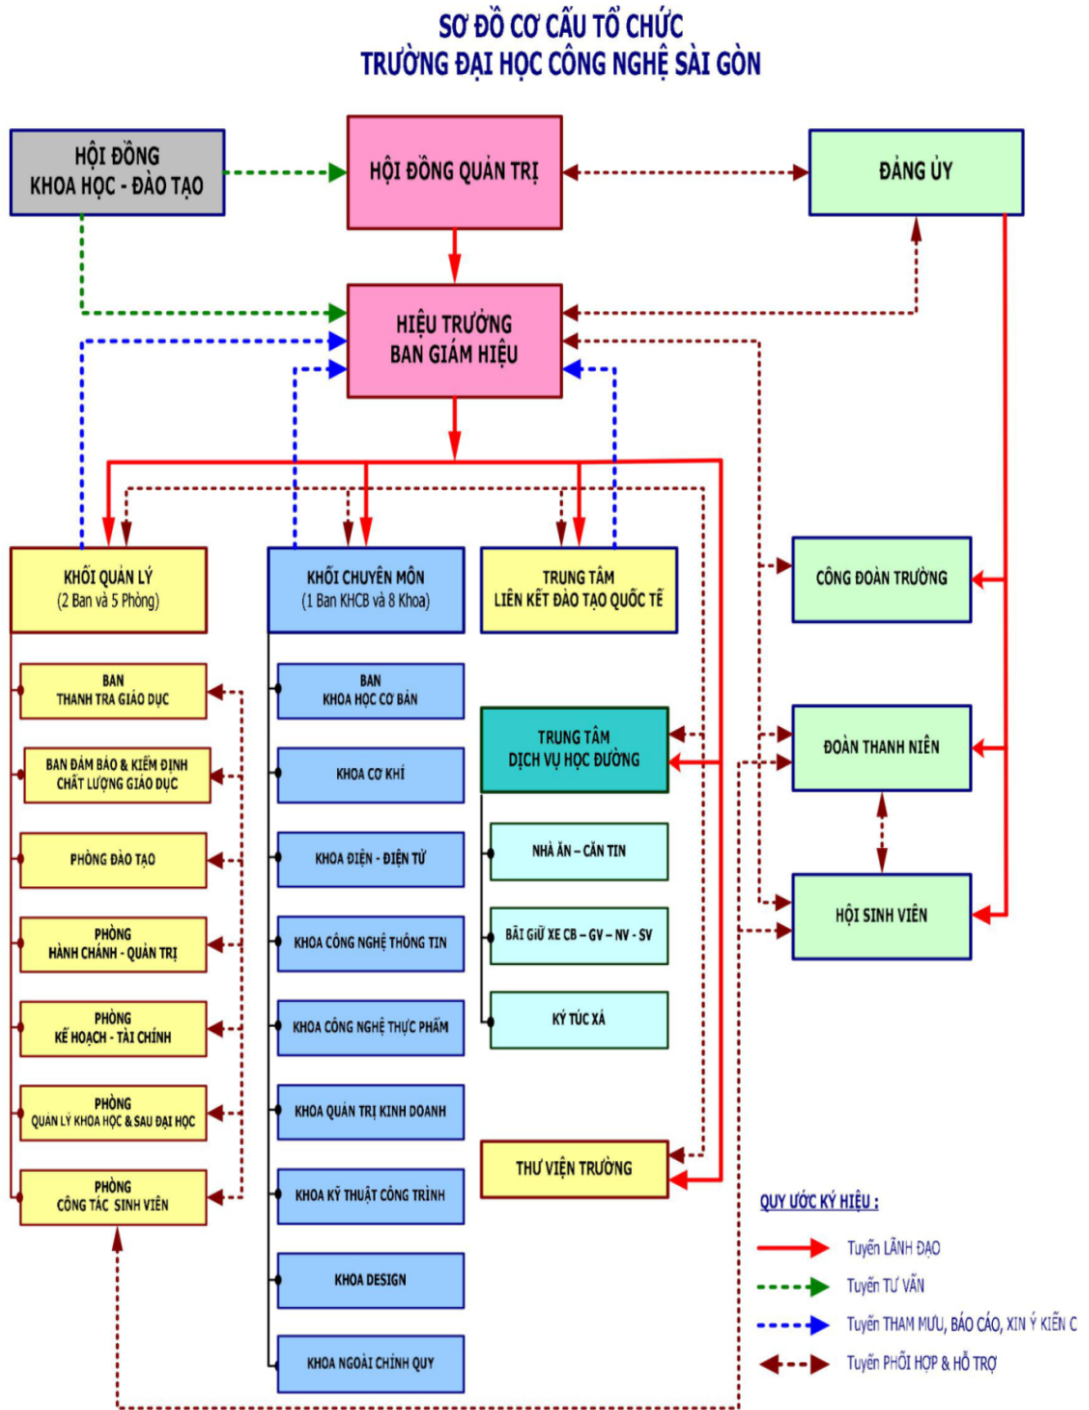 SƠ ĐỒ CƠ CẤU TỔ CHỨC
TRƯỜNG ĐẠI HỌC CÔNG NGHỆ SÀI GÒN
HỘI ĐỒNG
KHOA HỌC - ĐÀO TẠO
HỘI ĐỒNG QUẢN TRỊ
ĐẢNG ỦY
HIỆU TRƯỞNG
BAN GIÁM HIỆU
KHỐI QUẢN LÝ
(2 Ban và 5 Phòng)
KHỐI CHUYÊN MÔN
(1 Ban KHCB và 8 Khoa)
TRUNG TÂM
LIÊN KẾT ĐÀO TẠO QUỐC TẾ
CÔNG ĐOÀN TRƯỜNG
BAN
THANH TRA GIÁO DỤC
BAN ĐẢM BẢO & KIỂM ĐỊNH
CHẤT LƯỢNG GIÁO DỤC
PHÒNG ĐÀO TẠO
PHÒNG
HÀNH CHÁNH - QUẢN TRỊ
PHÒNG
KẾ HOẠCH - TÀI CHÍNH
PHÒNG
QUẢN LÝ KHOA HỌC & SAU ĐẠI HỌC
PHÒNG
CÔNG TÁC SINH VIÊN
BAN
KHOA HỌC CƠ BẢN
KHOA CƠ KHÍ
KHOA ĐIỆN - ĐIỆN TỬ
KHOA CÔNG NGHỆ THÔNG TIN
KHOA CÔNG NGHỆ THỰC PHẨM
KHOA QUẢN TRỊ KINH DOANH
KHOA KỸ THUẬT CÔNG TRÌNH
KHOA DESIGN
KHOA NGOÀI CHÍNH QUY
TRUNG TÂM
DỊCH VỤ HỌC ĐƯỜNG
NHÀ ĂN – CĂN TIN
BÃI GIỮ XE CB – GV – NV - SV
KÝ TÚC XÁ
THƯ VIỆN TRƯỜNG
ĐOÀN THANH NIÊN
HỘI SINH VIÊN
QUY ƯỚC KÝ HIỆU :
Tuyến LÃNH ĐẠO
Tuyến TƯ VẤN
Tuyến THAM MƯU, BÁO CÁO, XIN Ý KIẾN C
Tuyến PHỐI HỢP & HỖ TRỢ